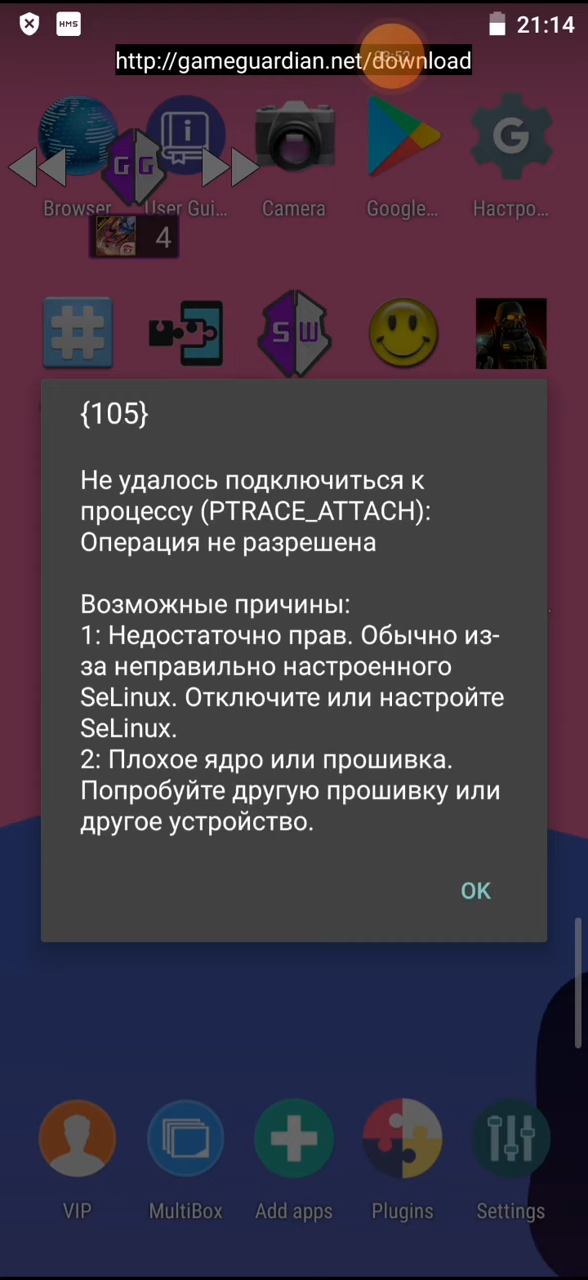 HMS
21:14
http://gameguardian.net/download
G G
Browser
User Gui...
Camera
Google...
Настро...
4
S W
{105}
Не удалось подключиться к
процессу (PTRACE_ATTACH):
Операция не разрешена
Возможные причины:
1: Недостаточно прав. Обычно из-
за неправильно настроенного
SeLinux. Отключите или настройте
SeLinux.
2: Плохое ядро или прошивка.
Попробуйте другую прошивку или
другое устройство.
OK
VIP
MultiBox
Add apps
Plugins
Settings